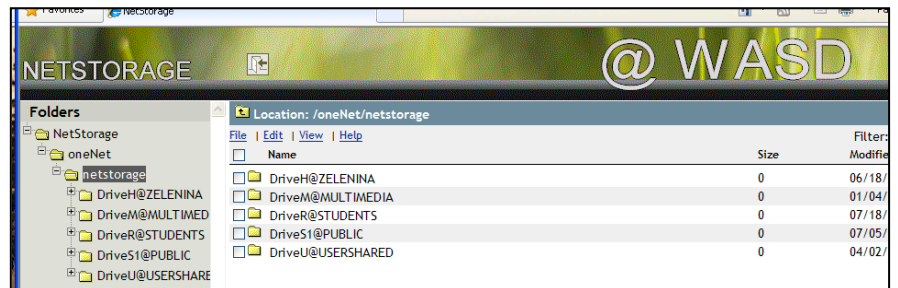 Favorites NetStorage
NETSTORAGE @ WASD
Folders
Location: /oneNet/netstorage
NetStorage
File | Edit | View | Help Filter:
oneNet
Name Size Modifie
netstorage
DriveH@ZELENINA 0 06/18/
DriveM@MULTIMEDIA 0 01/04/
DriveR@STUDENTS 0 07/18/
DriveS1@PUBLIC 0 07/05/
DriveU@USERSHARED 0 04/02/
DriveH@ZELENINA
DriveM@MULTIMED
DriveR@STUDENTS
DriveS1@PUBLIC
DriveU@USERSHARE